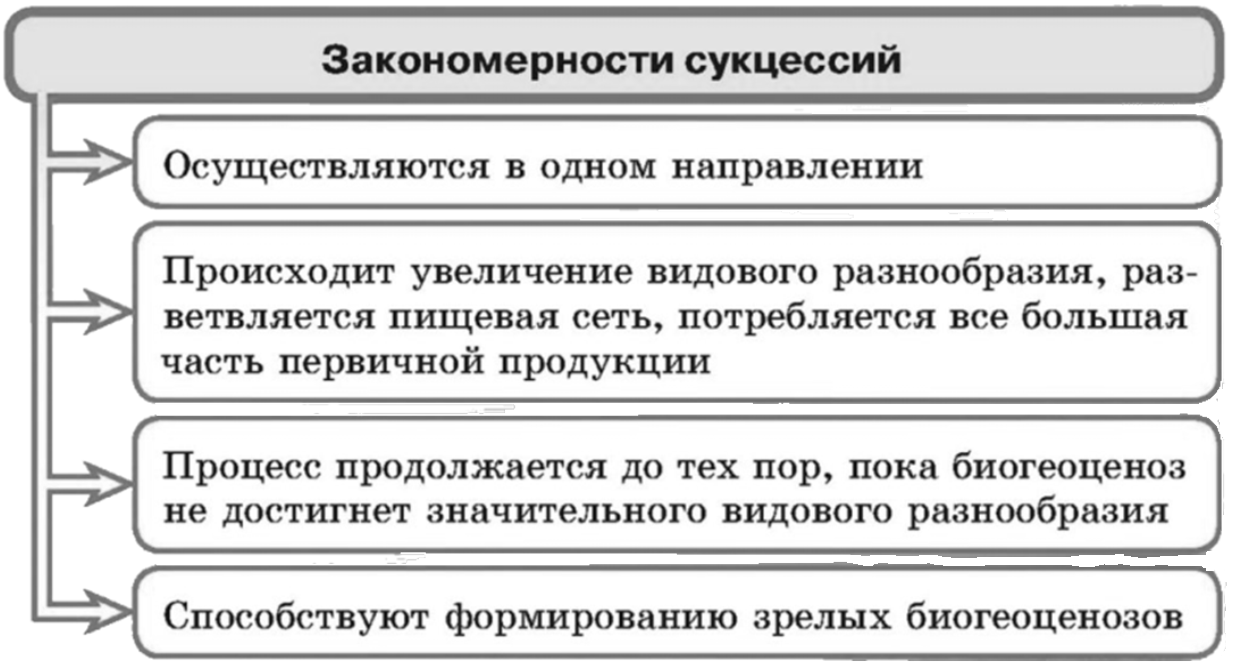 Закономерности сукцессий
Осуществляются в одном направлении
Происходит увеличение видового разнообразия, раз-
ветвляется пищевая сеть, потребляется все большая
часть первичной продукции
Процесс продолжается до тех пор, пока биогеоценоз
не достигнет значительного видового разнообразия
Способствуют формированию зрелых биогеоценозов